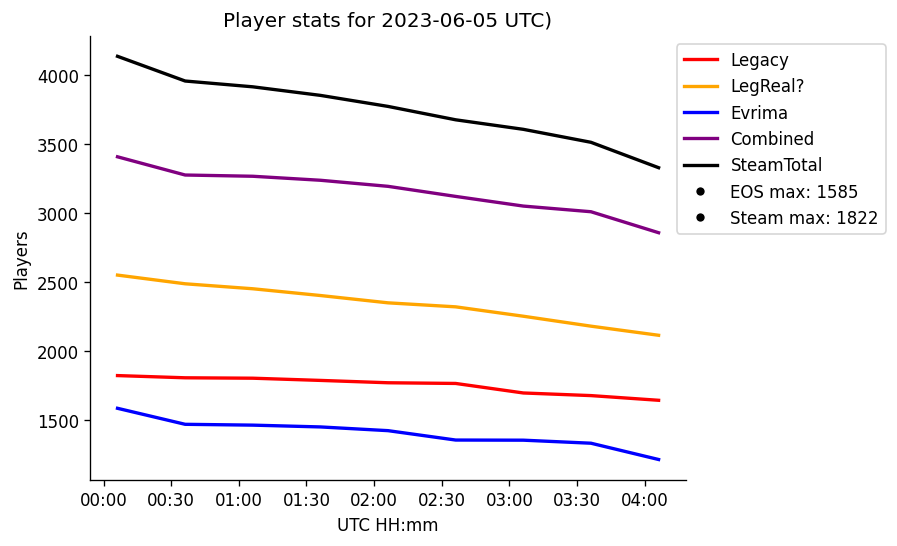 Player stats for 2023-06-05 UTC)
Legacy
LegReal?
Evrima
Combined
SteamTotal
EOS max: 1585
Steam max: 1822
Players
4000
3500
3000
2500
2000
1500
00:00 00:30 01:00 01:30 02:00 02:30 03:00 03:30 04:00
UTC HH:mm